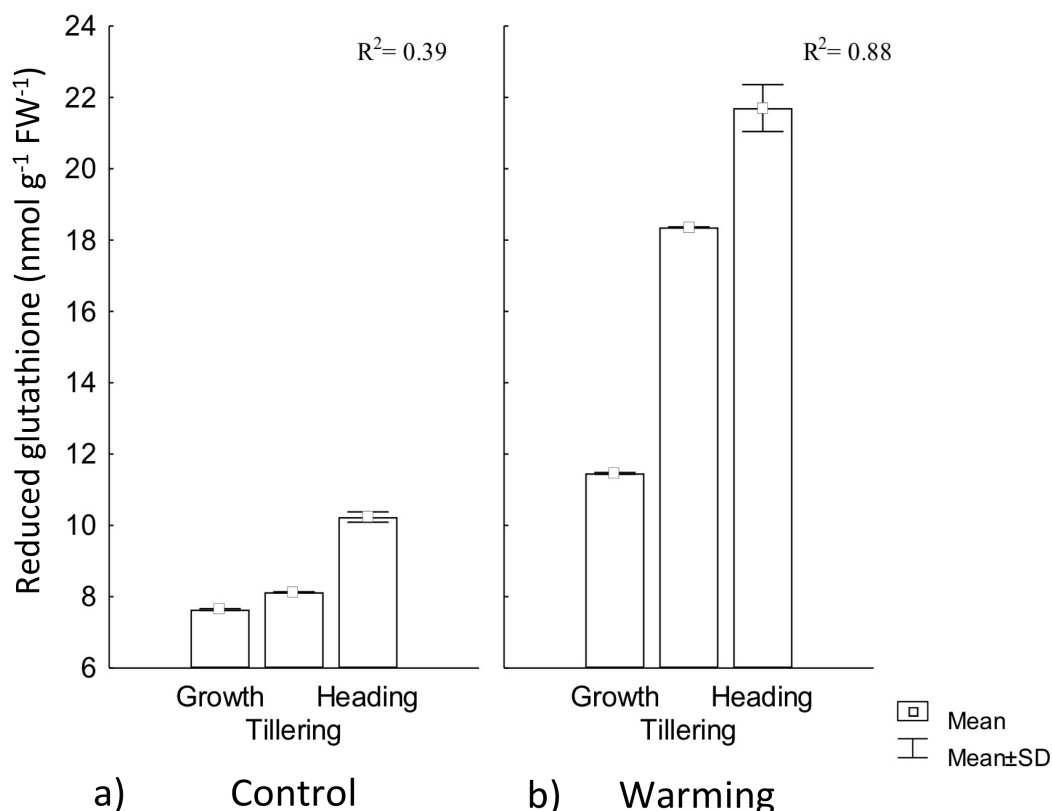 Reduced glutathione (nmol g⁻¹ FW⁻¹)
24
22
20
18
16
14
12
10
8
6
R²= 0.39
R²= 0.88
Growth Heading
Tillering
Growth Heading
Tillering
Mean
Mean±SD
a) Control
b) Warming